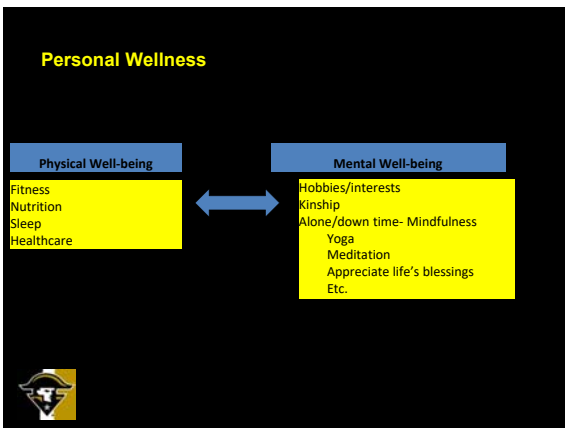 Personal Wellness
Physical Well-being
Fitness
Nutrition
Sleep
Healthcare
Mental Well-being
Hobbies/interests
Kinship
Alone/down time- Mindfulness
Yoga
Meditation
Appreciate life’s blessings
Etc.